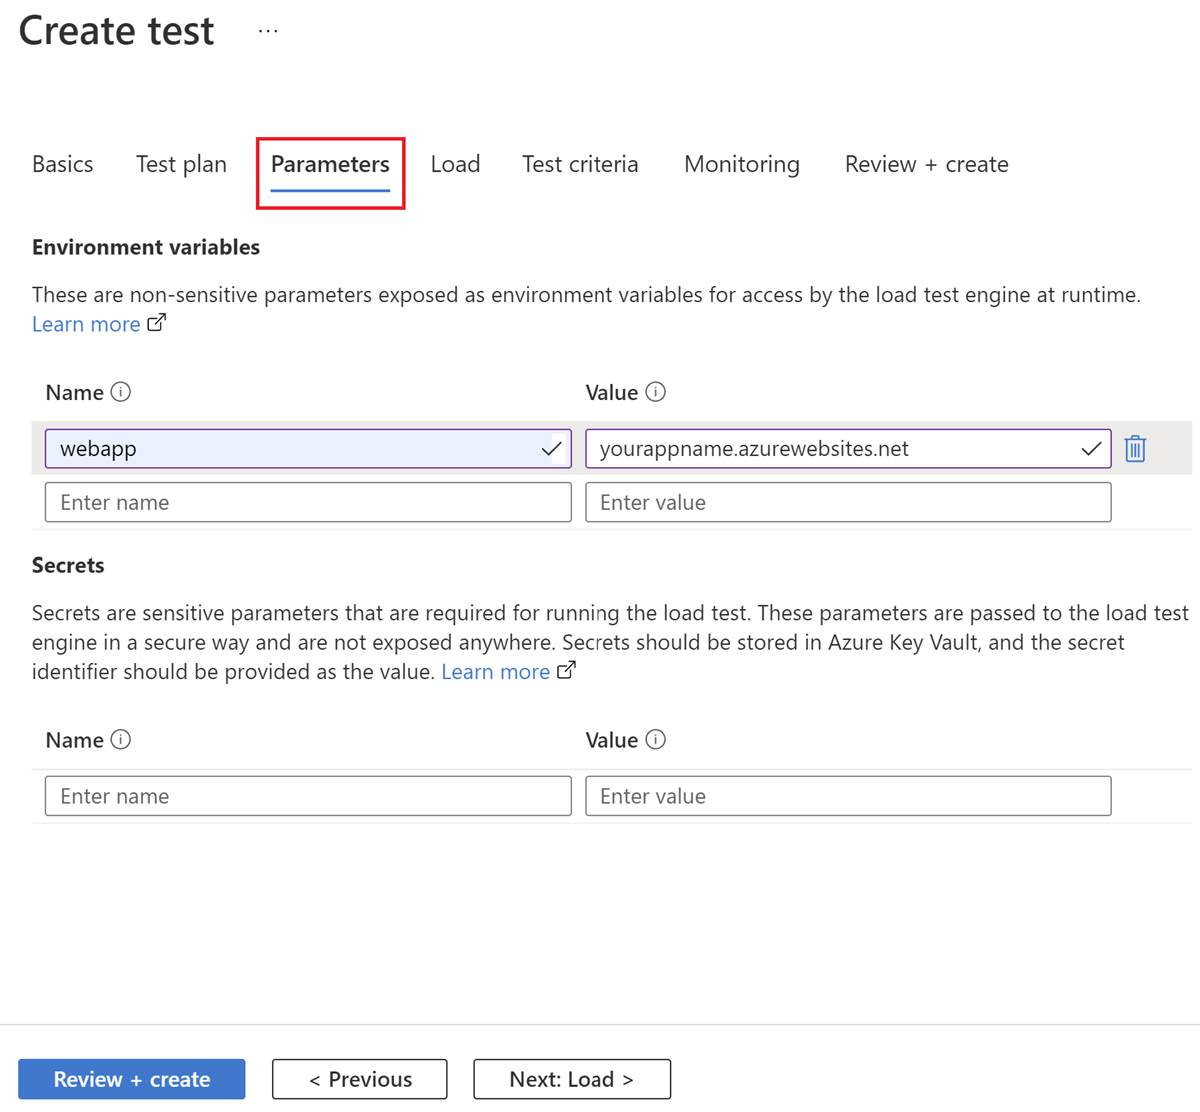 Create test ...
Basics Test plan Parameters Load Test criteria Monitoring Review + create
Environment variables
These are non-sensitive parameters exposed as environment variables for access by the load test engine at runtime.
Learn more
Name Value
webapp yourappname.azurewebsites.net
Enter name Enter value
Secrets
Secrets are sensitive parameters that are required for running the load test. These parameters are passed to the load test
engine in a secure way and are not exposed anywhere. Secrets should be stored in Azure Key Vault, and the secret
identifier should be provided as the value. Learn more
Name Value
Enter name Enter value
Review + create < Previous Next: Load >